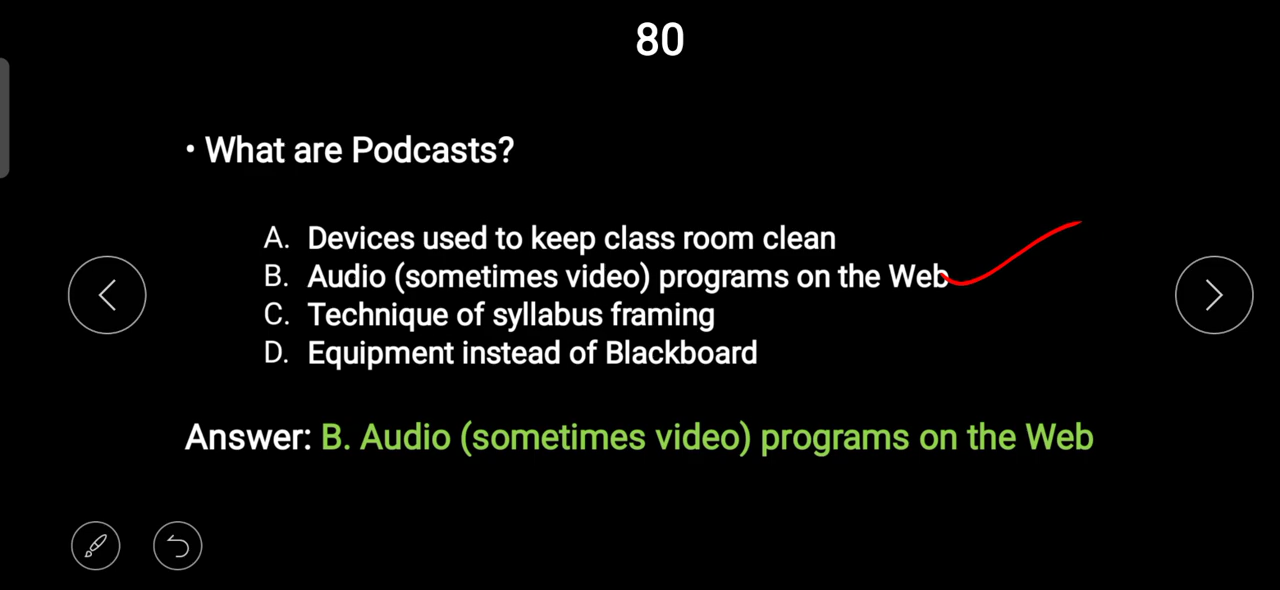 80
• What are Podcasts?
A. Devices used to keep class room clean
B. Audio (sometimes video) programs on the Web
C. Technique of syllabus framing
D. Equipment instead of Blackboard
Answer: B. Audio (sometimes video) programs on the Web